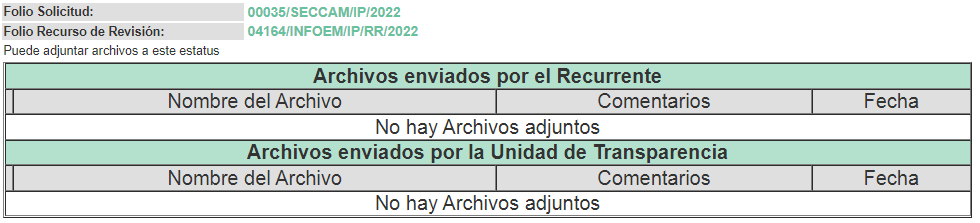 Folio Solicitud: 00035/SECCAM/IP/2022
Folio Recurso de Revisión: 04164/INFOEM/IP/RR/2022
Puede adjuntar archivos a este estatus
Archivos enviados por el Recurrente
Nombre del Archivo Comentarios Fecha
No hay Archivos adjuntos
Archivos enviados por la Unidad de Transparencia
Nombre del Archivo Comentarios Fecha
No hay Archivos adjuntos